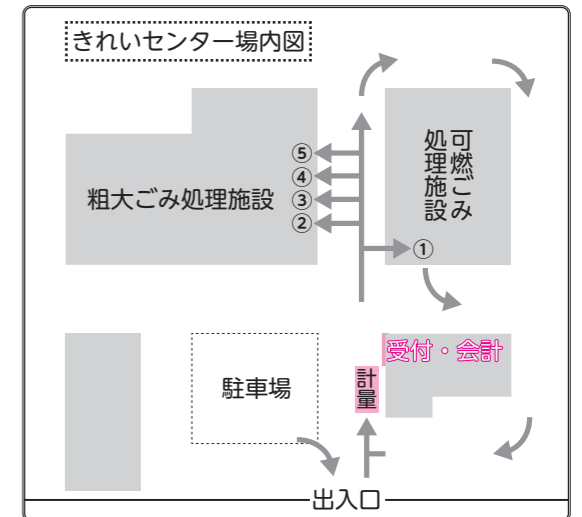 きれいセンター場内図
可燃ごみ
処理施設
⑤
④
粗大ごみ処理施設
③
②
①
受付・会計
計量
駐車場
出入口